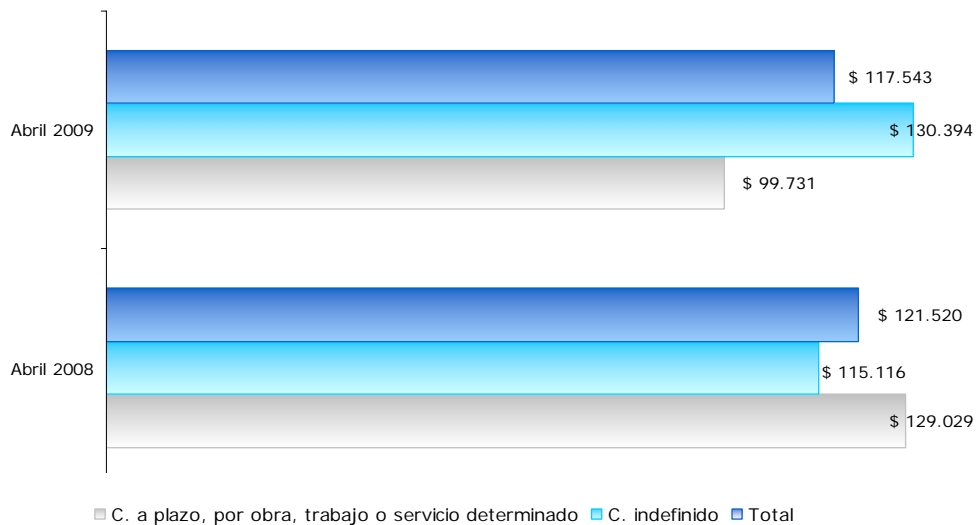 $ 117.543
Abril 2009
$ 130.394
$ 99.731
$ 121.520
Abril 2008
$ 115.116
$ 129.029
C. a plazo, por obra, trabajo o servicio determinado C. indefinido Total